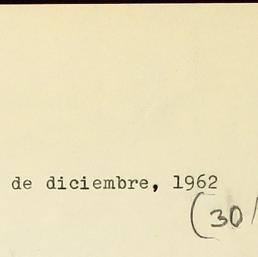 de diciembre, 1962
(30/